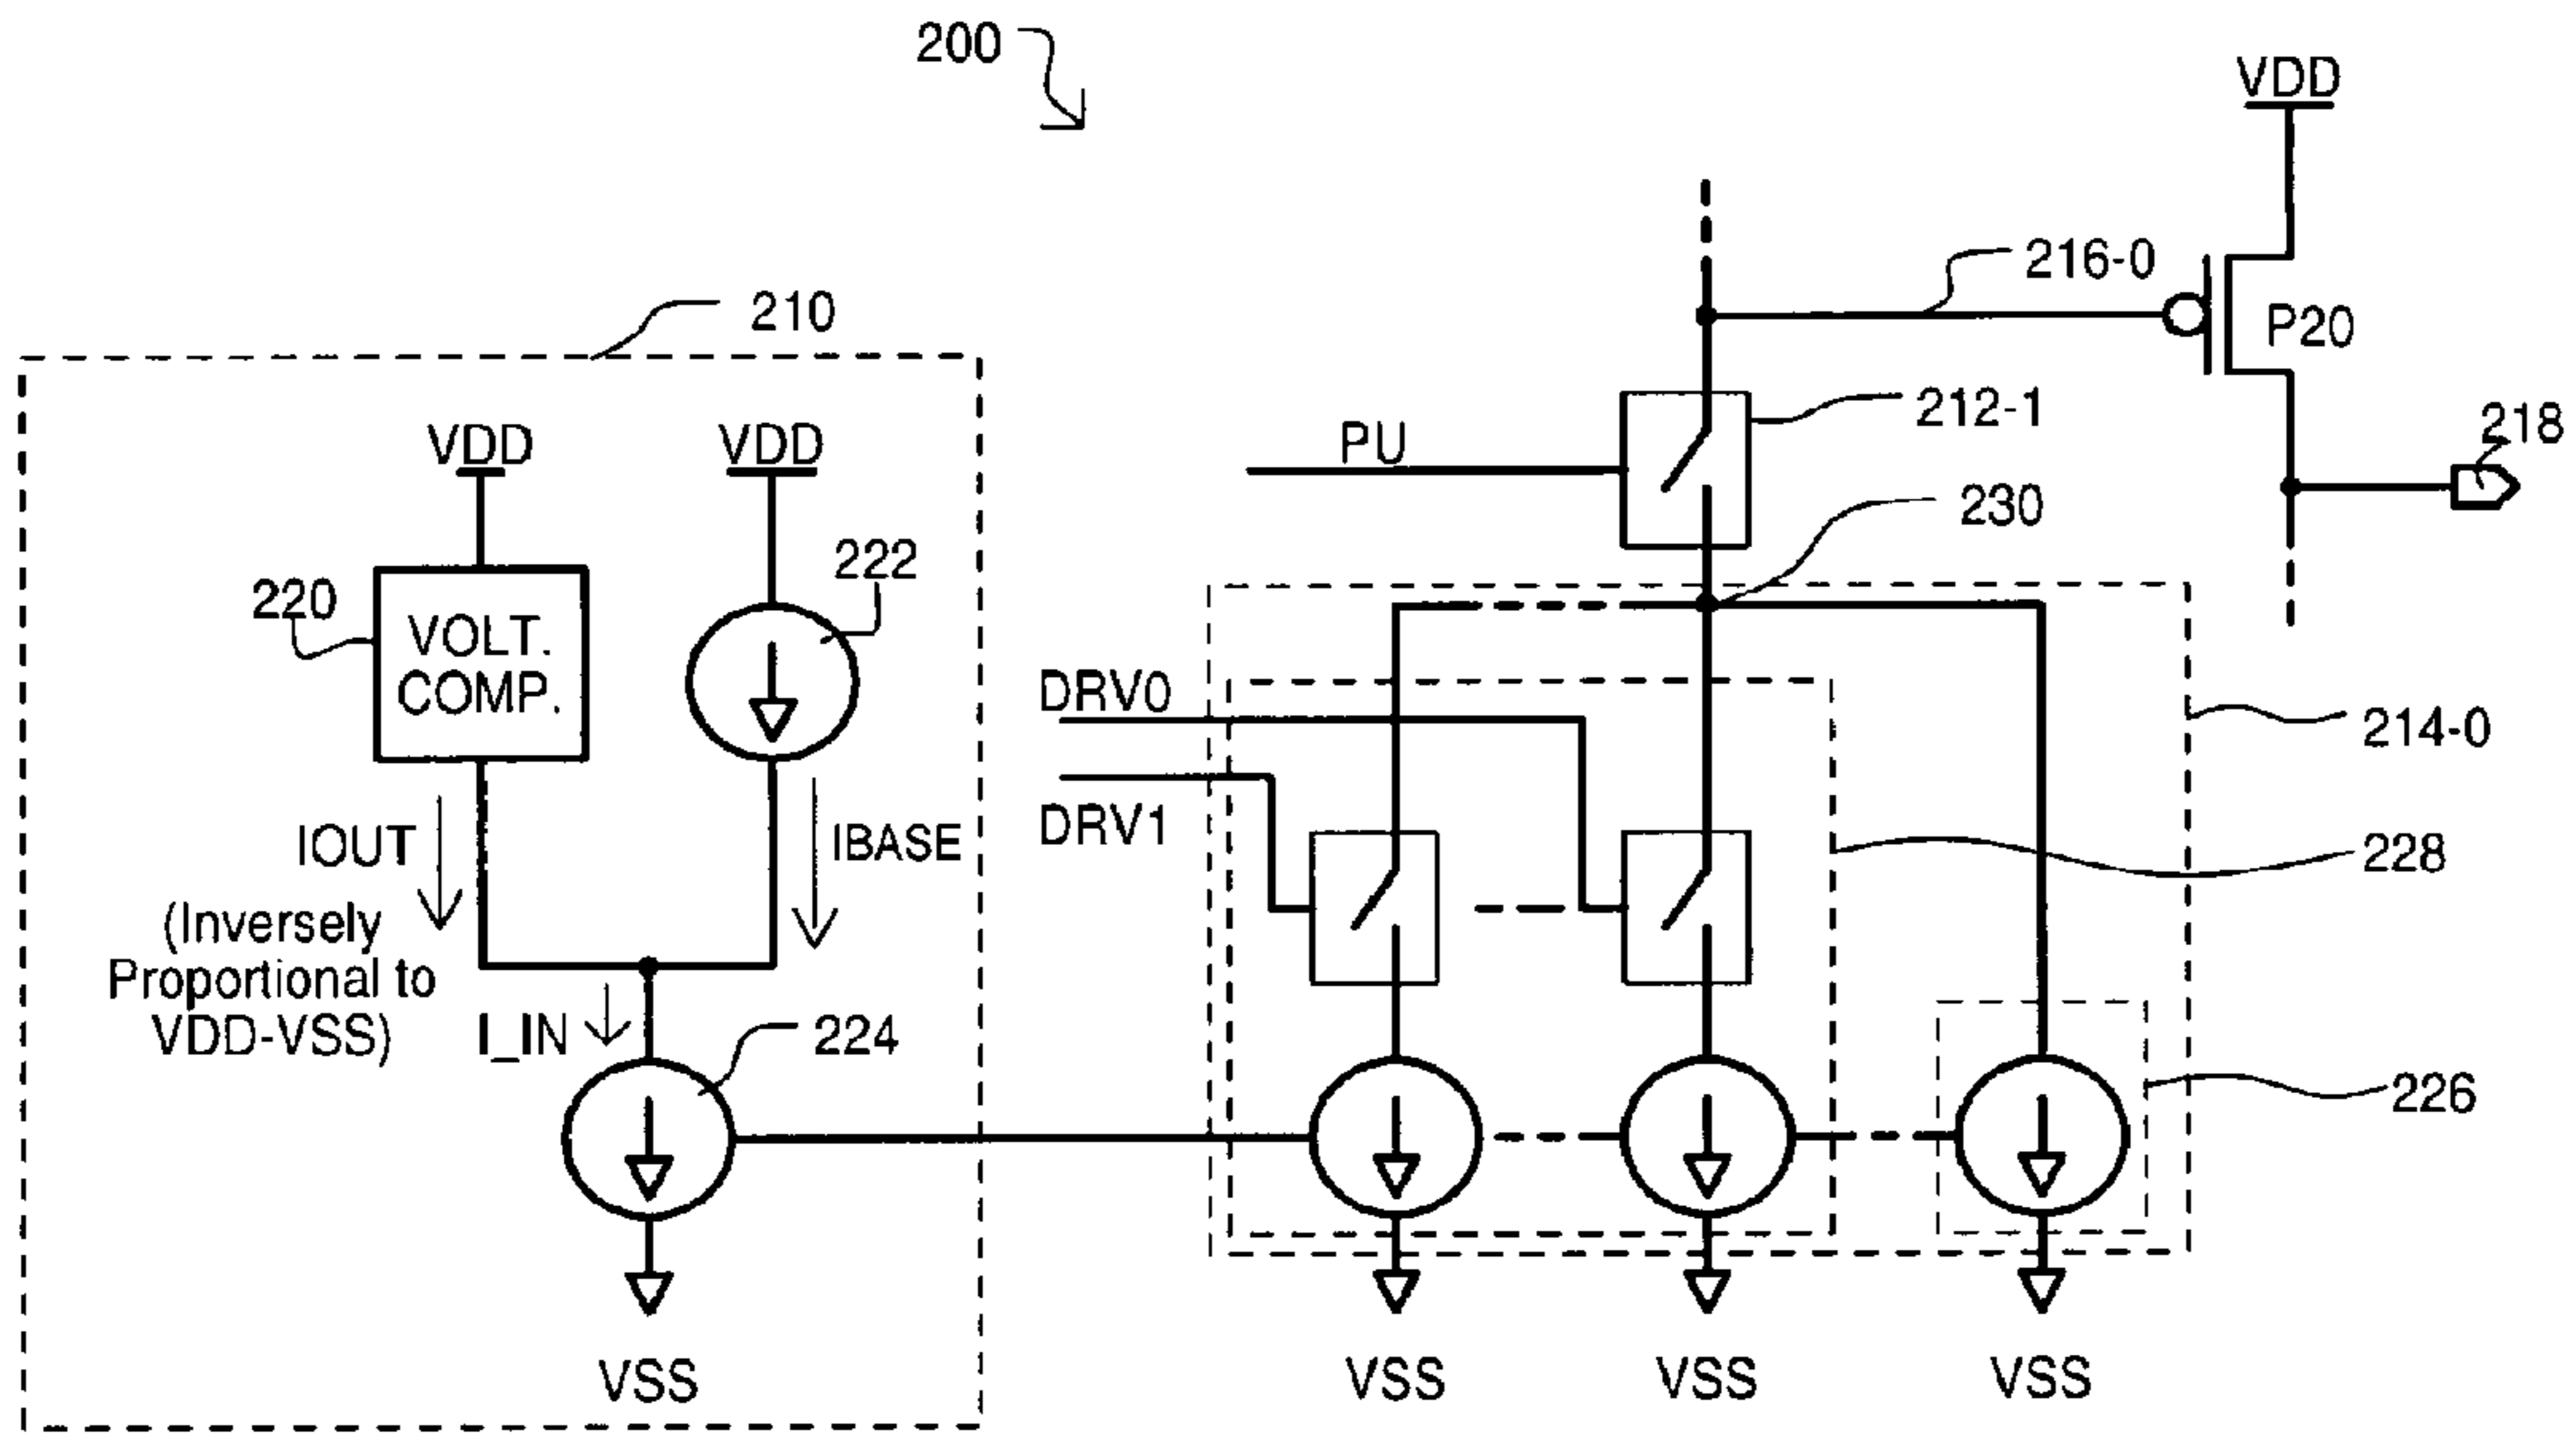 200
VDD
216-0
P20
210
212-1
218
VDD
VDD
PU
230
222
220
VOLT.
COMP.
DRV0
214-0
DRV1
IOUT
IBASE
228
(Inversely
Proportional to
VDD-VSS)
I_IN
224
226
VSS
VSS
VSS
VSS